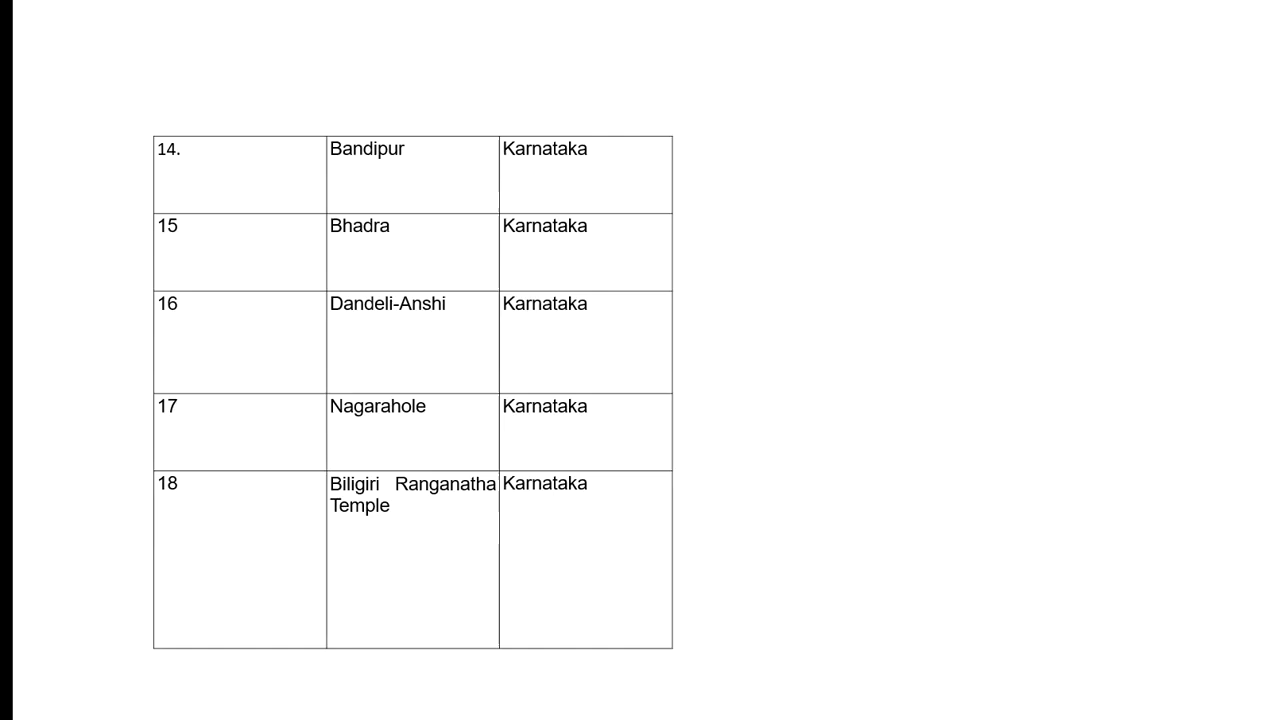 14. Bandipur Karnataka
15 Bhadra Karnataka
16 Dandeli-Anshi Karnataka
17 Nagarahole Karnataka
18 Biligiri Ranganatha Karnataka
Temple